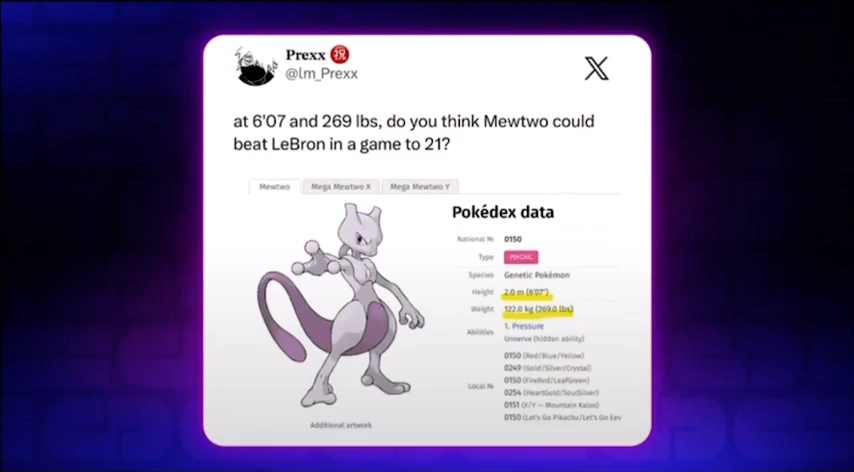 Prexx 祝
@lm_Prexx
X
at 6'07 and 269 lbs, do you think Mewtwo could
beat LeBron in a game to 21?
Mewtwo Mega Mewtwo X Mega Mewtwo Y
Pokédex data
National № 0150
Type PSYCHIC
Species Genetic Pokémon
Height 2.0 m (6'07")
Weight 122.0 kg (269.0 lbs)
Abilities 1. Pressure
Unnerve (hidden ability)
Local № 0150 (Red/Blue/Yellow)
0249 (Gold/Silver/Crystal)
0150 (FireRed/LeafGreen)
0254 (HeartGold/SoulSilver)
0151 (X/Y — Mountain Kalos)
0150 (Let's Go Pikachu/Let's Go Eev
Additional artwork